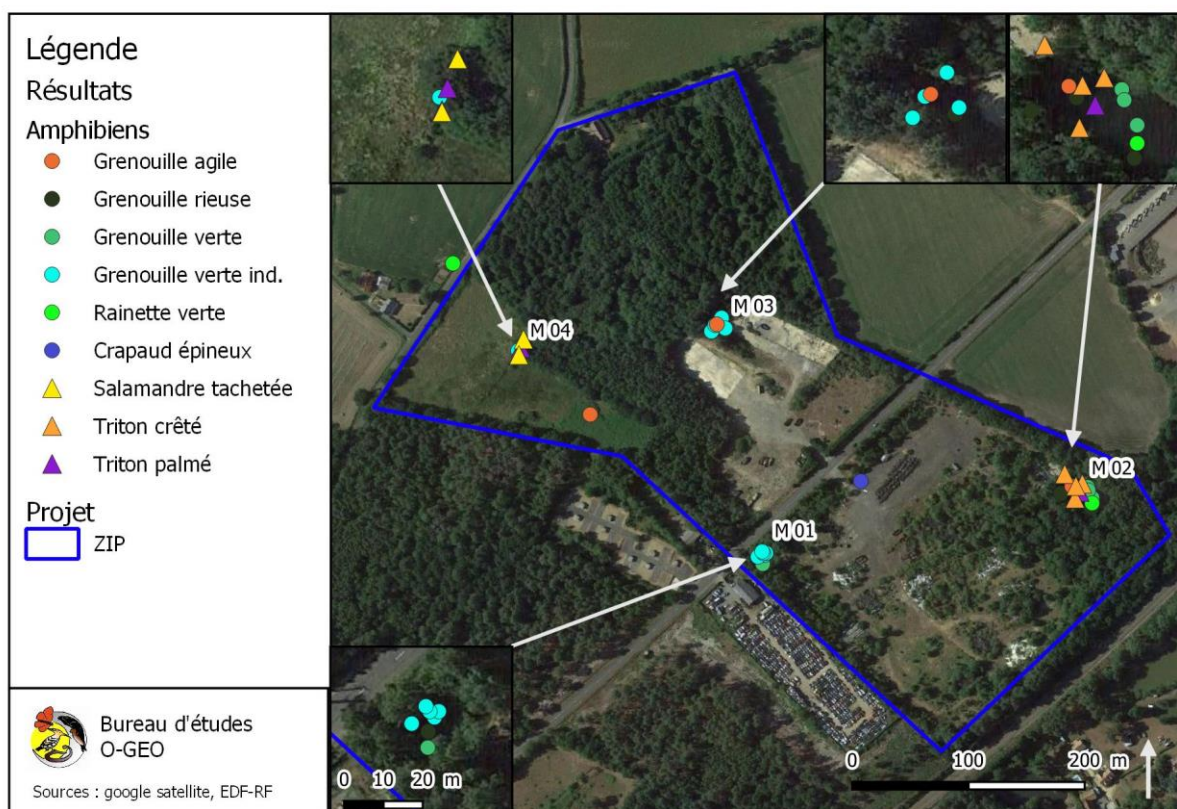 Légende
Résultats
Amphibiens
Grenouille agile
Grenouille rieuse
Grenouille verte
Grenouille verte ind.
Rainette verte
Crapaud épineux
Salamandre tachetée
Triton crêté
Triton palmé
Projet
ZIP
Bureau d'études
O-GEO
Sources : google satellite, EDF-RF
M 03
M 04
M 02
M 01
0 10 20 m
0 100 200 m